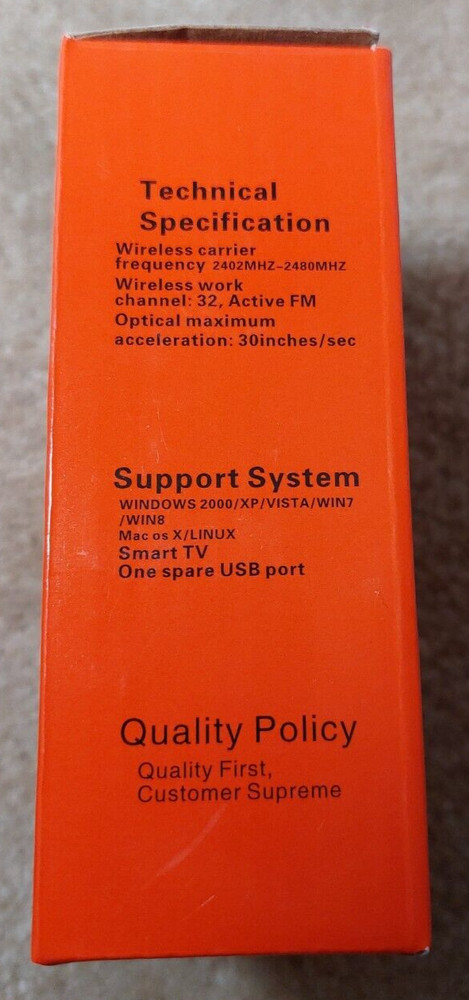 Technical
Specification
Wireless carrier
frequency 2402MHZ-2480MHZ
Wireless work
channel: 32, Active FM
Optical maximum
acceleration: 30inches/sec
Support System
WINDOWS 2000/XP/VISTA/WIN7
/WIN8
Mac os X/LINUX
Smart TV
One spare USB port
Quality Policy
Quality First,
Customer Supreme